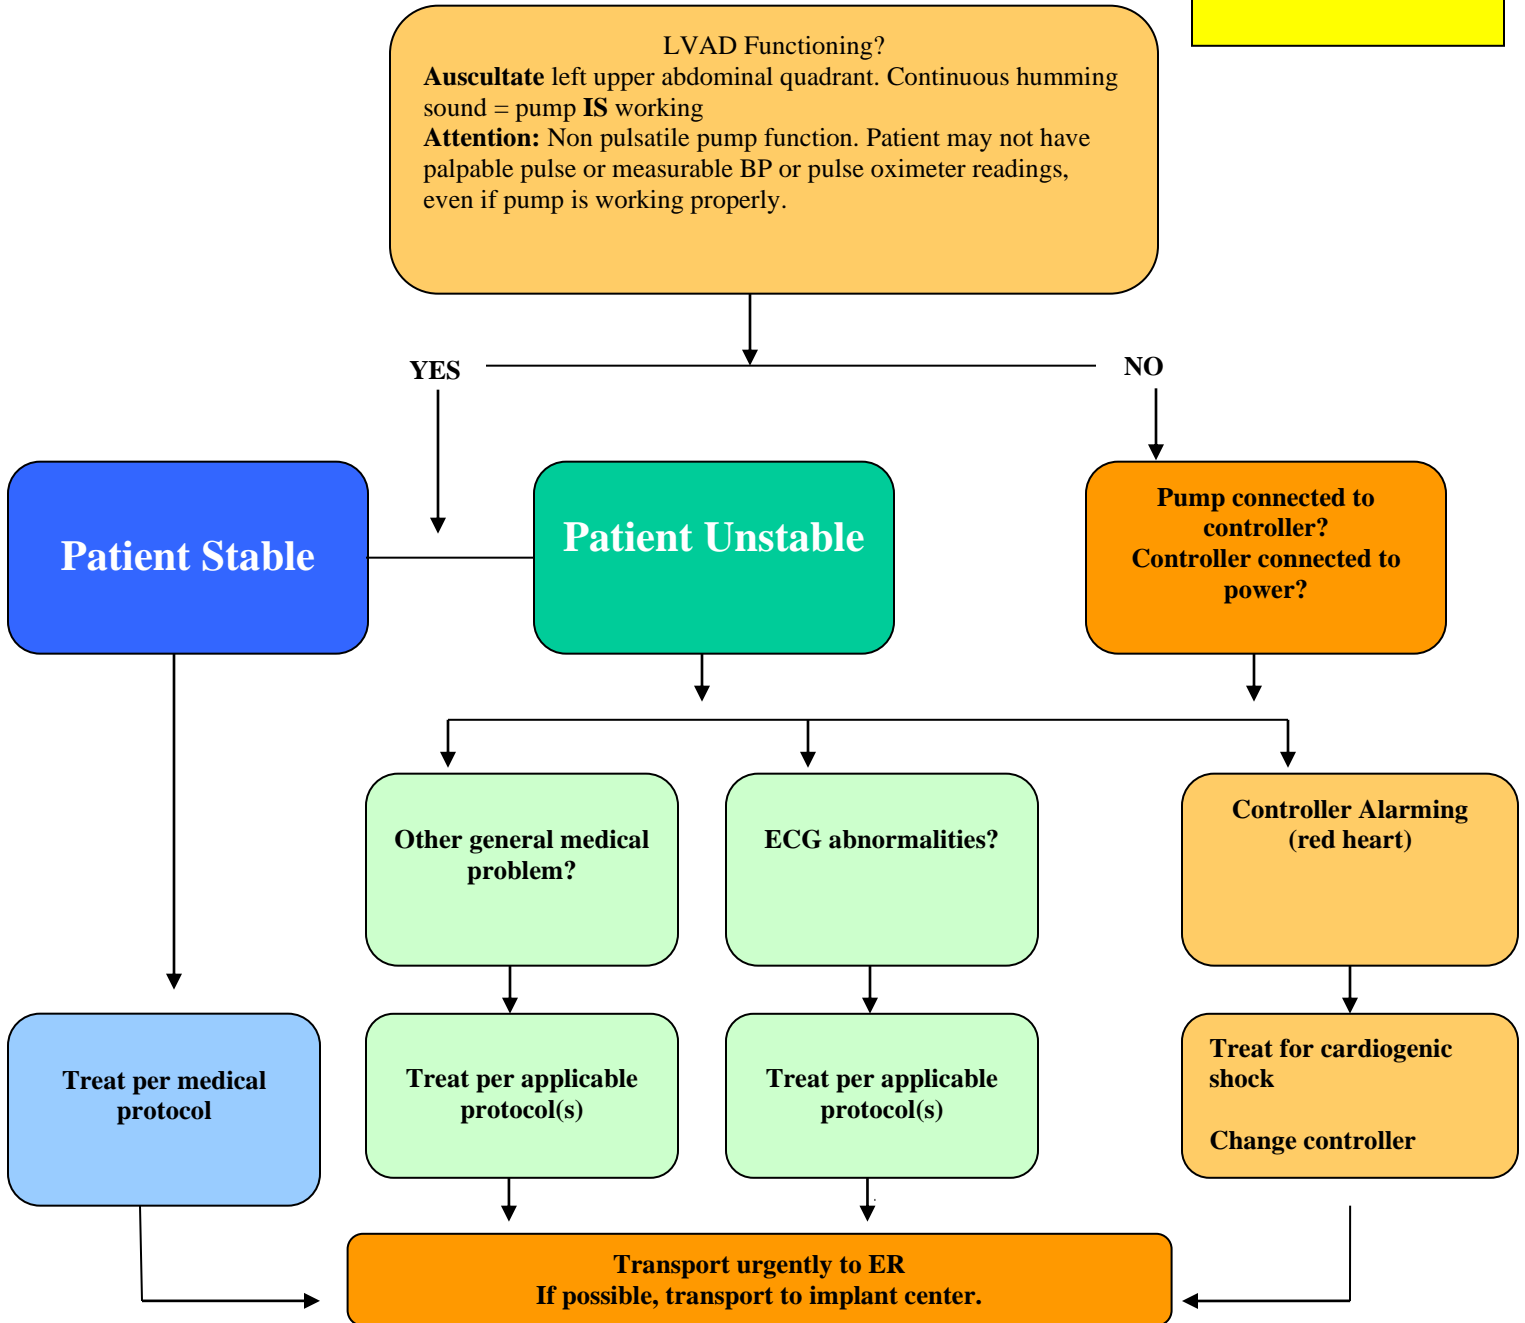 LVAD Functioning?
Auscultate left upper abdominal quadrant. Continuous humming
sound = pump IS working
Attention: Non pulsatile pump function. Patient may not have
palpable pulse or measurable BP or pulse oximeter readings,
even if pump is working properly.
YES
NO
Patient Stable
Patient Unstable
Pump connected to
controller?
Controller connected to
power?
Other general medical
problem?
ECG abnormalities?
Controller Alarming
(red heart)
Treat per medical
protocol
Treat per applicable
protocol(s)
Treat per applicable
protocol(s)
Treat for cardiogenic
shock
Change controller
Transport urgently to ER
If possible, transport to implant center.